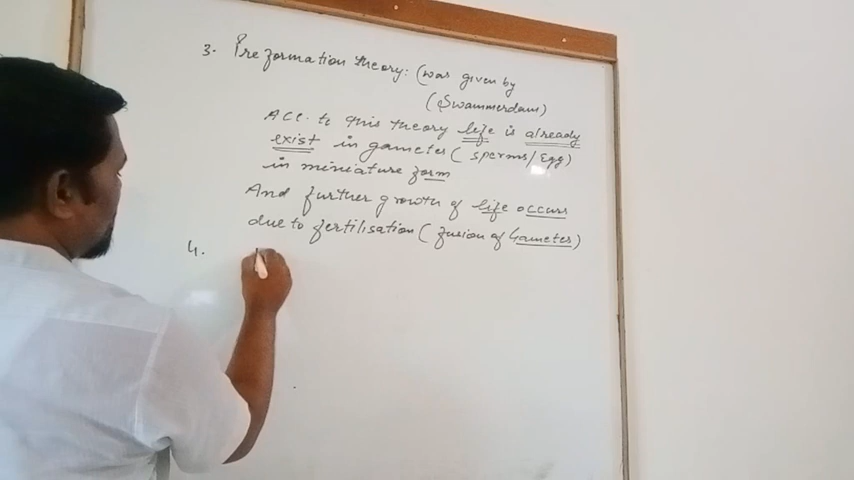 3. Preformation theory: (was given by
(Swammerdam)
Acc. to this theory life is already
exist in gametes (sperms/Egg)
in miniature form
And further growth of life occurs
due to fertilisation (fusion of Gametes)
4.